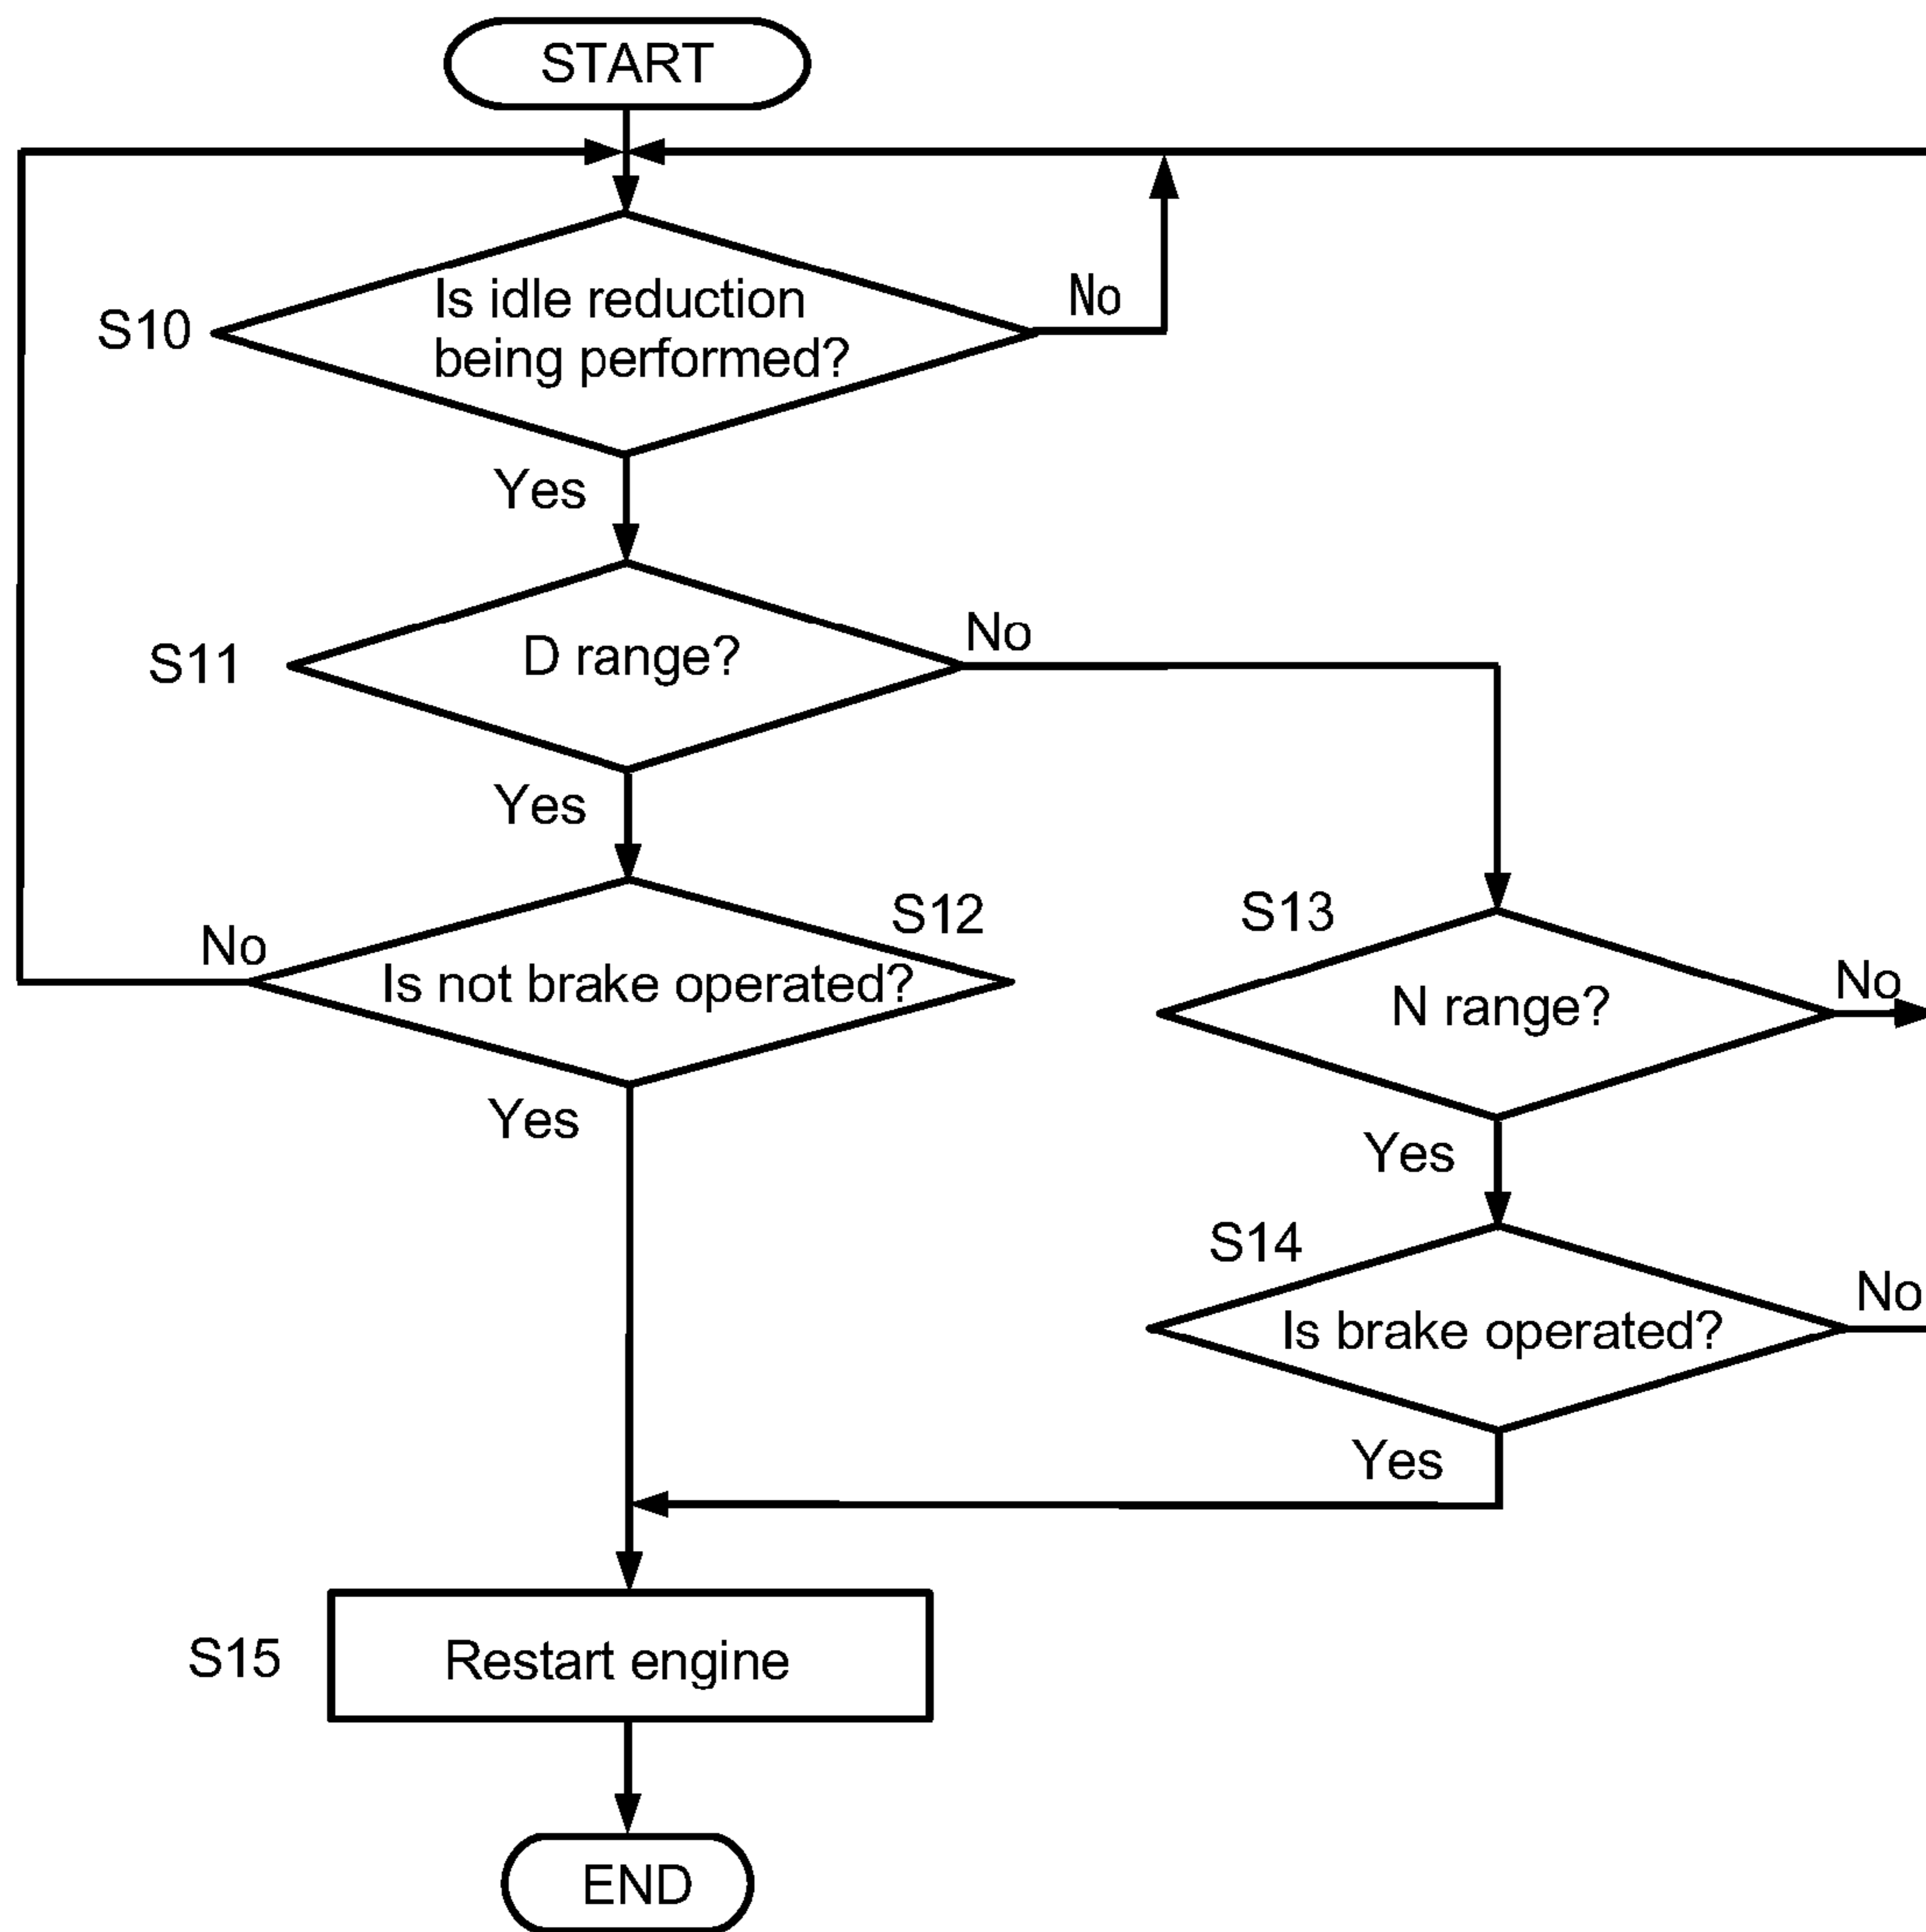 START
S10
Is idle reduction
being performed?
No
Yes
S11
D range?
No
Yes
S12
No
Is not brake operated?
Yes
S13
N range?
No
Yes
S14
Is brake operated?
No
Yes
S15
Restart engine
END